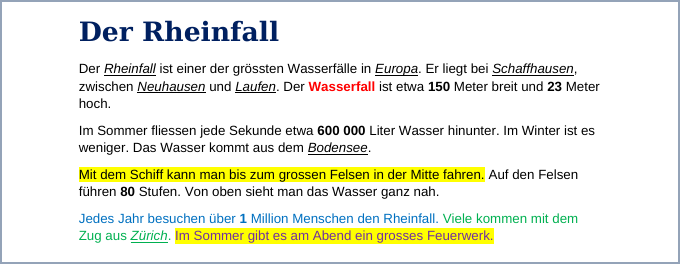 Der Rheinfall
Der Rheinfall ist einer der grössten Wasserfälle in Europa. Er liegt bei Schaffhausen,
zwischen Neuhausen und Laufen. Der Wasserfall ist etwa 150 Meter breit und 23 Meter
hoch.
Im Sommer fliessen jede Sekunde etwa 600 000 Liter Wasser hinunter. Im Winter ist es
weniger. Das Wasser kommt aus dem Bodensee.
Mit dem Schiff kann man bis zum grossen Felsen in der Mitte fahren. Auf den Felsen
führen 80 Stufen. Von oben sieht man das Wasser ganz nah.
Jedes Jahr besuchen über 1 Million Menschen den Rheinfall. Viele kommen mit dem
Zug aus Zürich. Im Sommer gibt es am Abend ein grosses Feuerwerk.